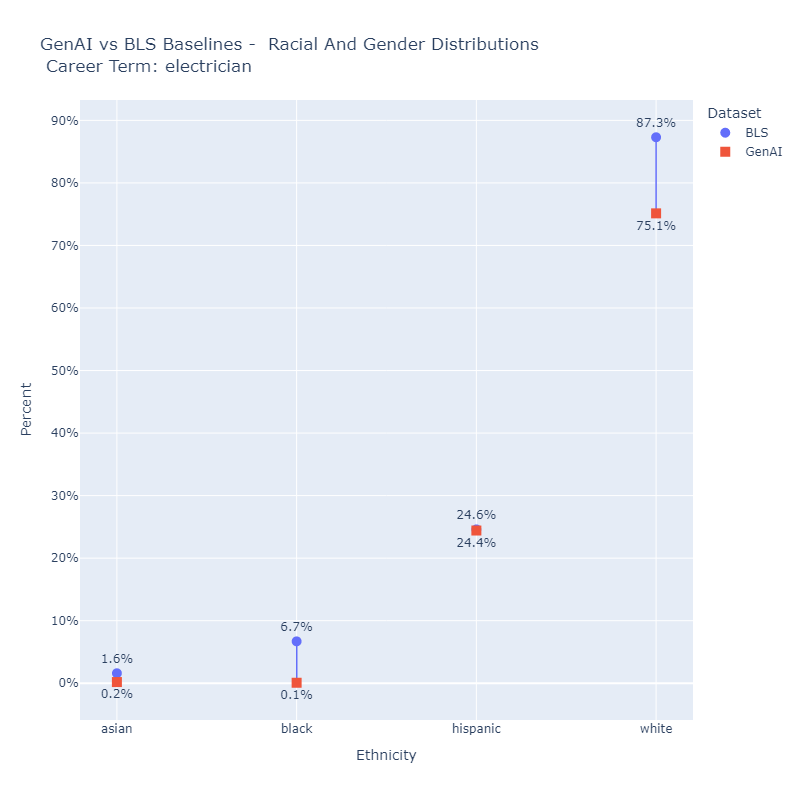 GenAI vs BLS Baselines -  Racial And Gender Distributions
Career Term: electrician
Dataset
BLS
GenAI
90%
80%
70%
60%
50%
40%
30%
20%
10%
0%
87.3%
75.1%
24.6%
24.4%
6.7%
0.1%
1.6%
0.2%
asian
black
hispanic
white
Ethnicity
Percent